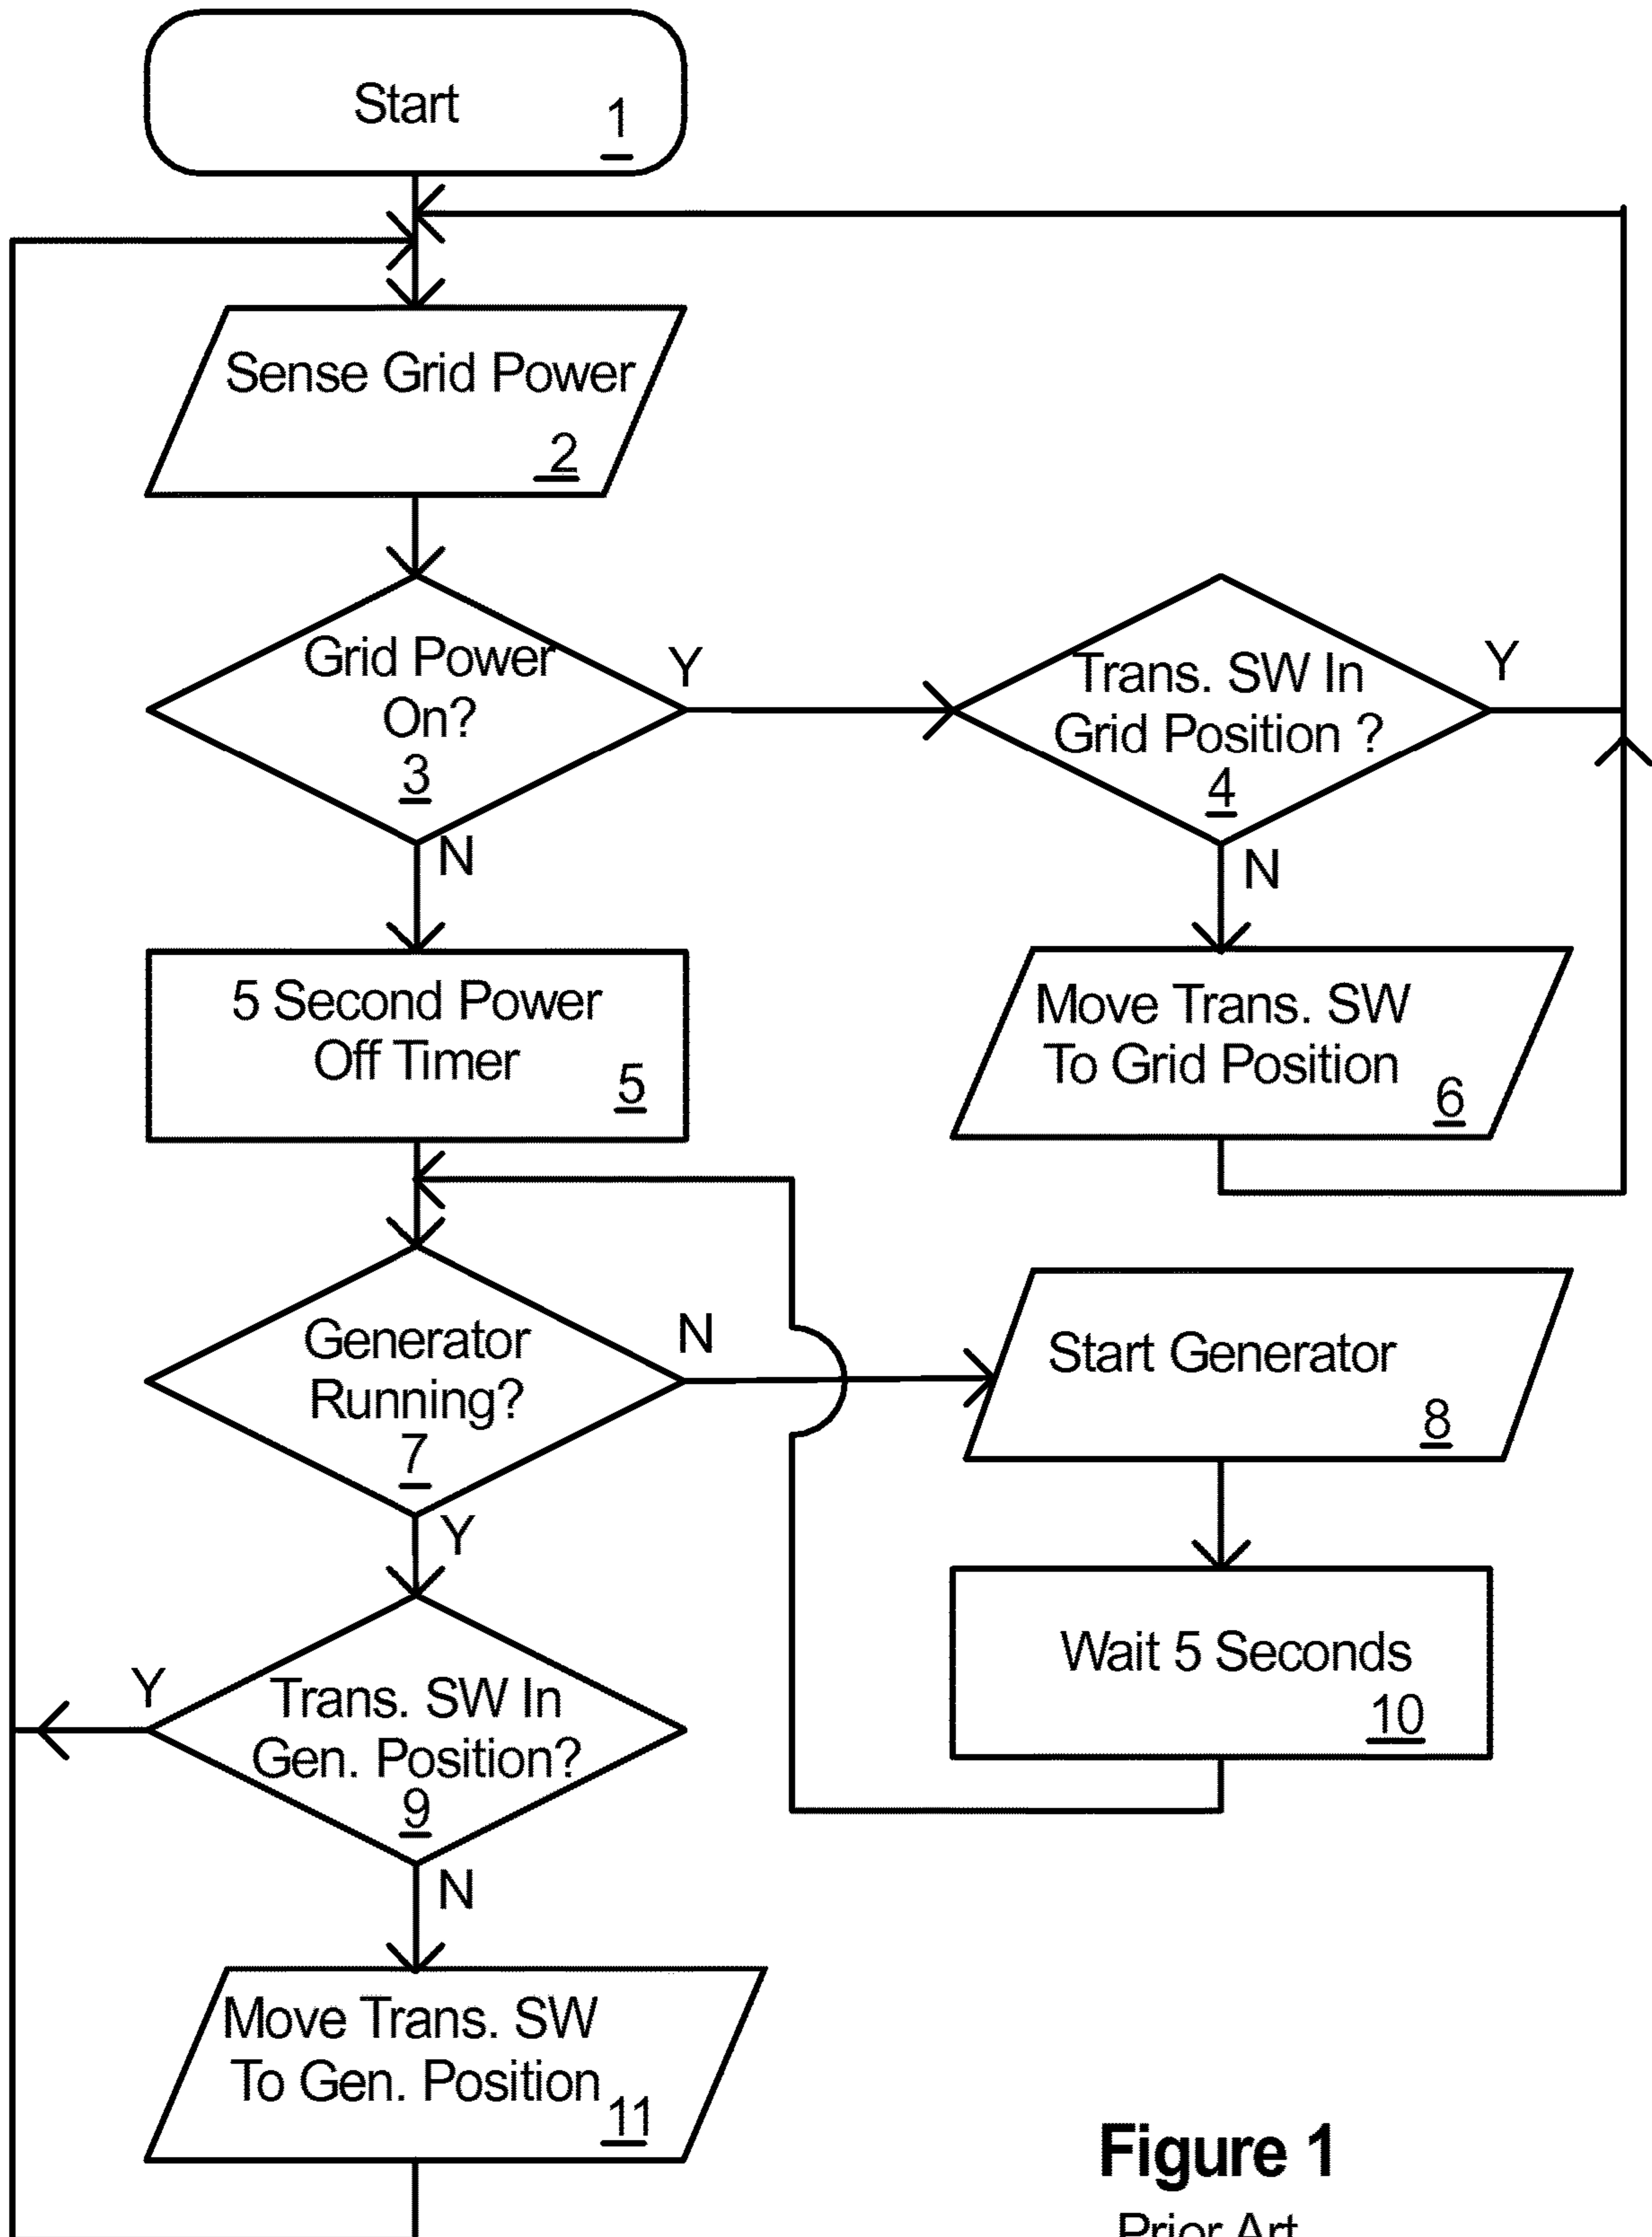 Start
1
Sense Grid Power
2
Grid Power
On?
3
Y
N
Trans. SW In
Grid Position ?
4
Y
N
5 Second Power
Off Timer
5
Move Trans. SW
To Grid Position
6
Generator
Running?
7
N
Y
Start Generator
8
Wait 5 Seconds
10
Trans. SW In
Gen. Position?
9
Y
N
Move Trans. SW
To Gen. Position
11
Figure 1
Prior Art